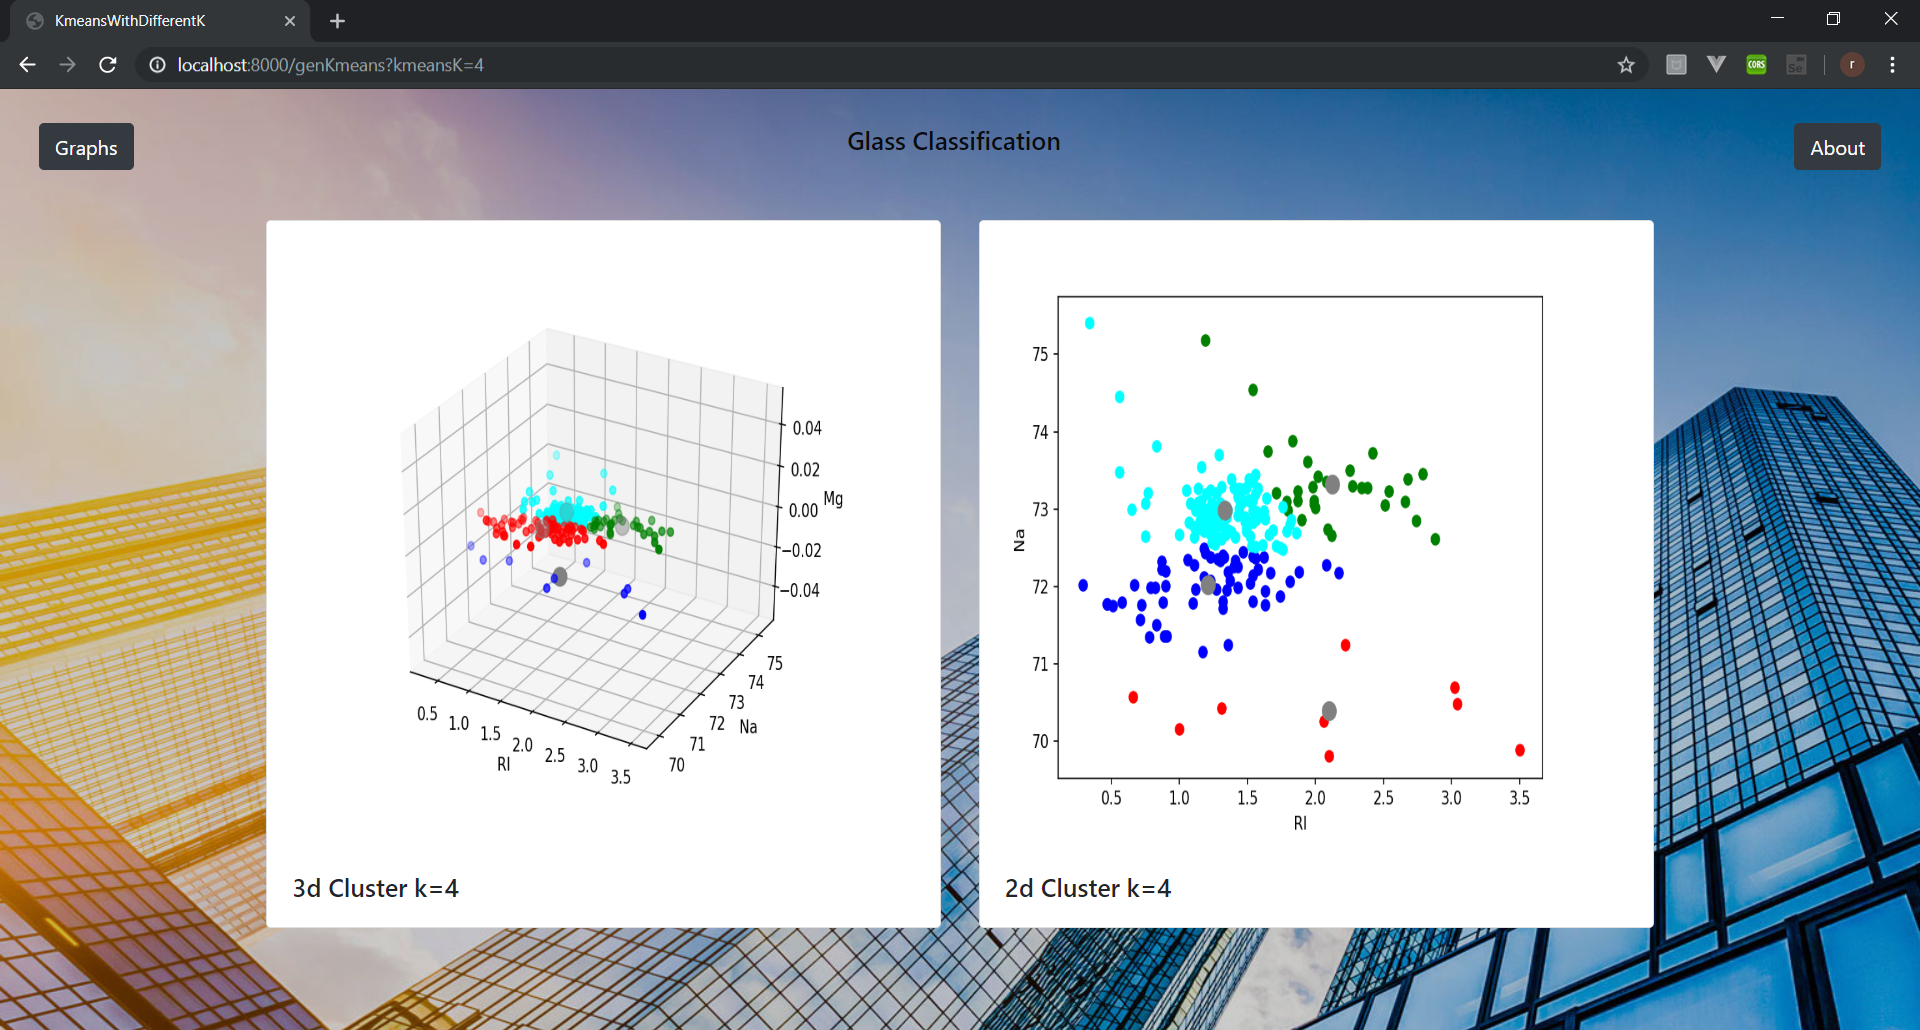 KmeansWithDifferentK
localhost:8000/genKmeans?kmeansK=4
CORS
Se
r
Graphs
Glass Classification
About
0.04
0.02
0.00
−0.02
−0.04
Mg
75
74
73
72
71
70
Na
0.5
1.0
1.5
2.0
2.5
3.0
3.5
RI
3d Cluster k=4
75
74
73
72
71
70
Na
0.5 1.0 1.5 2.0 2.5 3.0 3.5
RI
2d Cluster k=4